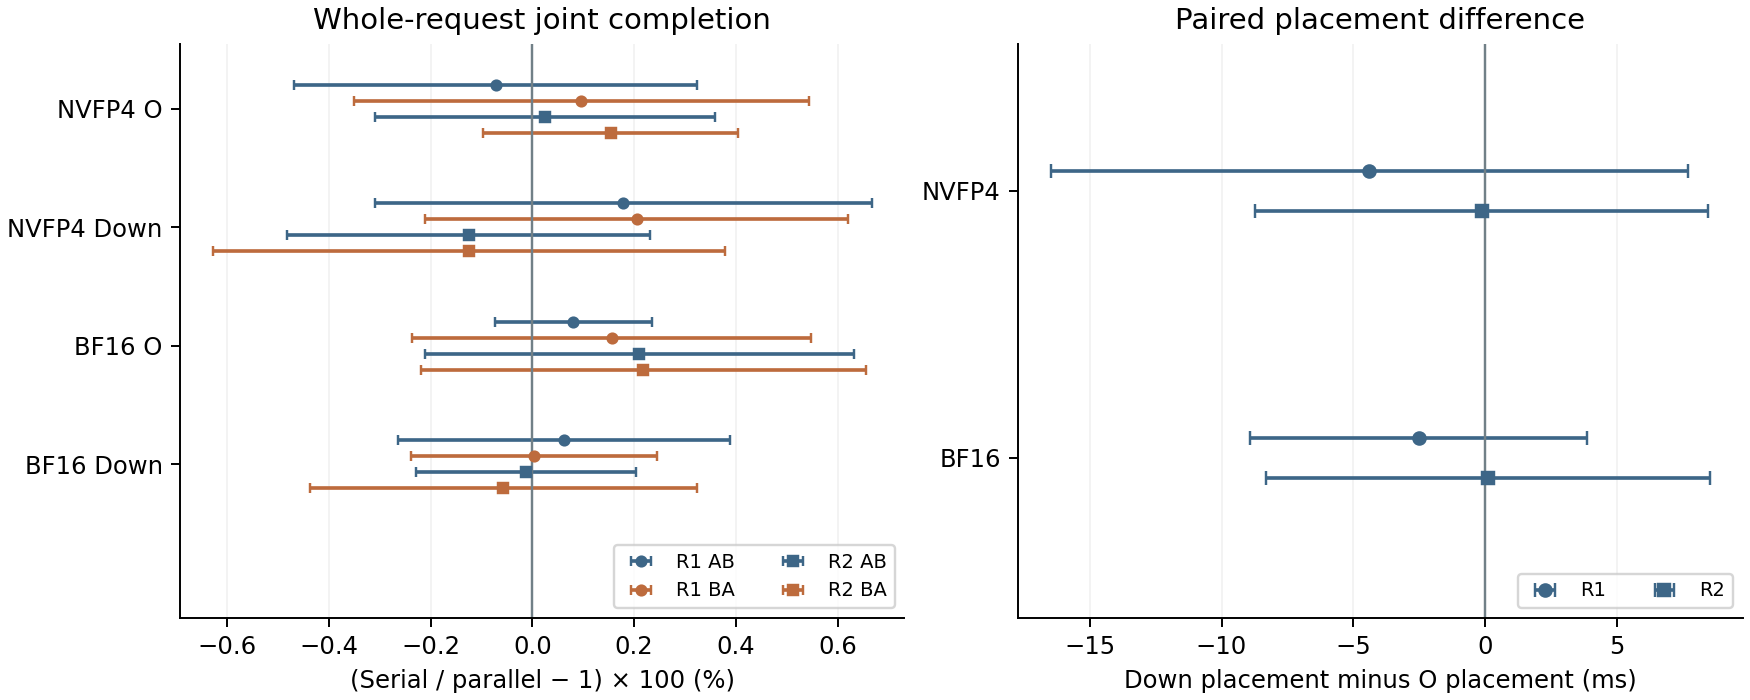 Whole-request joint completion
NVFP4 O
NVFP4 Down
BF16 O
BF16 Down
R1 AB
R2 AB
R1 BA
R2 BA
−0.6
−0.4
−0.2
0.0
0.2
0.4
0.6
(Serial / parallel − 1) × 100 (%)
Paired placement difference
NVFP4
BF16
R1
R2
−15
−10
−5
0
5
Down placement minus O placement (ms)